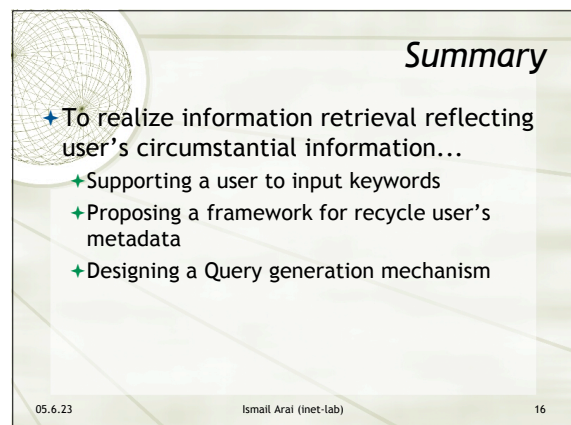 Summary
To realize information retrieval reflecting
user's circumstantial information...
Supporting a user to input keywords
Proposing a framework for recycle user's
metadata
Designing a Query generation mechanism
05.6.23 Ismail Arai (inet-lab) 16